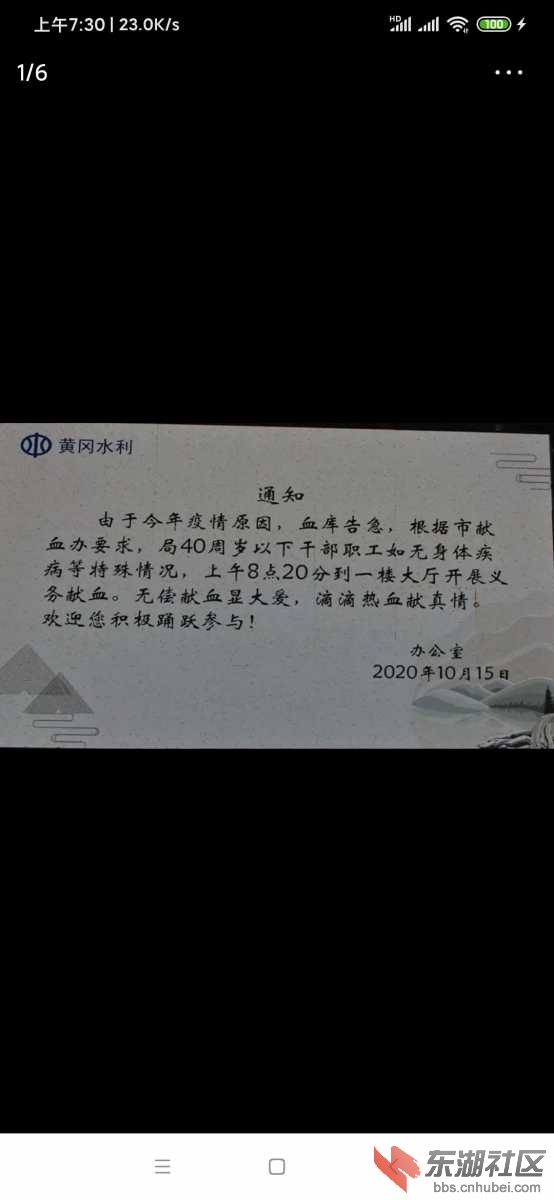 上午7:30 | 23.0K/s
HD
100
1/6
黄冈水利
通知
由于今年疫情原因，血库告急，根据市献
血办要求，局40周岁以下干部职工如无身体疾
病等特殊情况，上午8点20分到一楼大厅开展义
务献血。无偿献血显大爱，滴滴热血献真情。
欢迎您积极踊跃参与！
办公室
2020年10月15日
东湖社区
bbs.cnhubei.com